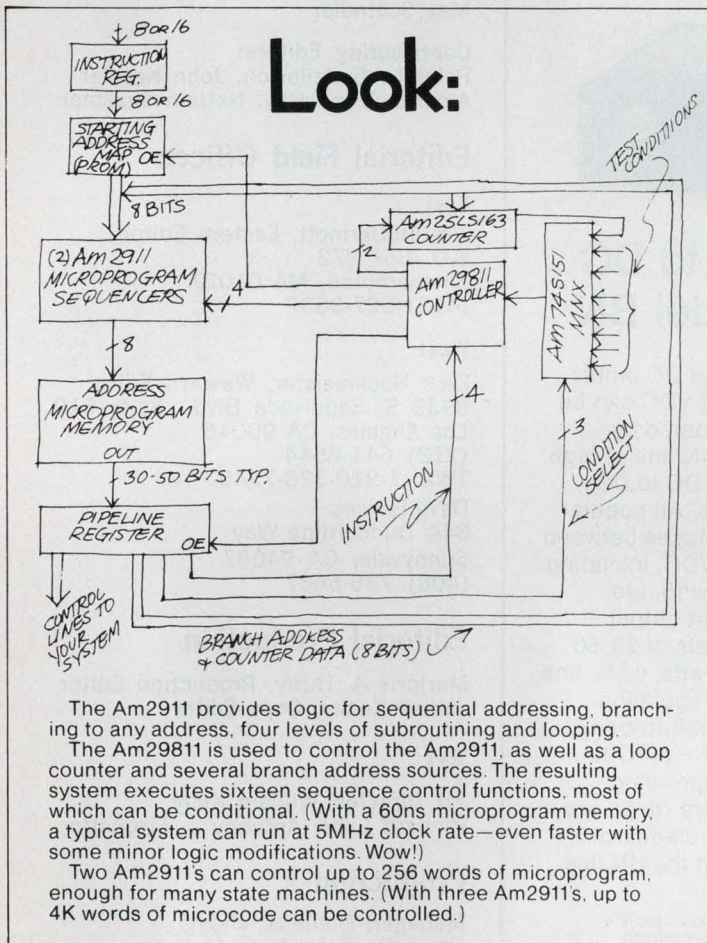 Look:
8 OR 16
INSTRUCTION
REG.
8 OR 16
STARTING
ADDRESS
MAP
(PROM)
OE
8 BITS
(2) Am2911
MICROPROGRAM
SEQUENCERS
4
8
ADDRESS
MICROPROGRAM
MEMORY
OUT
30-50 BITS TYP.
PIPELINE
REGISTER
OE
CONTROL
LINES TO
YOUR
SYSTEM
Am25LS163
COUNTER
2
Am29811
CONTROLLER
4
INSTRUCTION
Am74S151
MNX
TEST
CONDITIONS
3
CONDITION
SELECT
BRANCH ADDRESS
& COUNTER DATA (8 BITS)
The Am2911 provides logic for sequential addressing, branch-
ing to any address, four levels of subroutining and looping.
The Am29811 is used to control the Am2911, as well as a loop
counter and several branch address sources. The resulting
system executes sixteen sequence control functions, most of
which can be conditional. (With a 60ns microprogram memory,
a typical system can run at 5MHz clock rate—even faster with
some minor logic modifications. Wow!)
Two Am2911's can control up to 256 words of microprogram,
enough for many state machines. (With three Am2911's, up to
4K words of microcode can be controlled.)